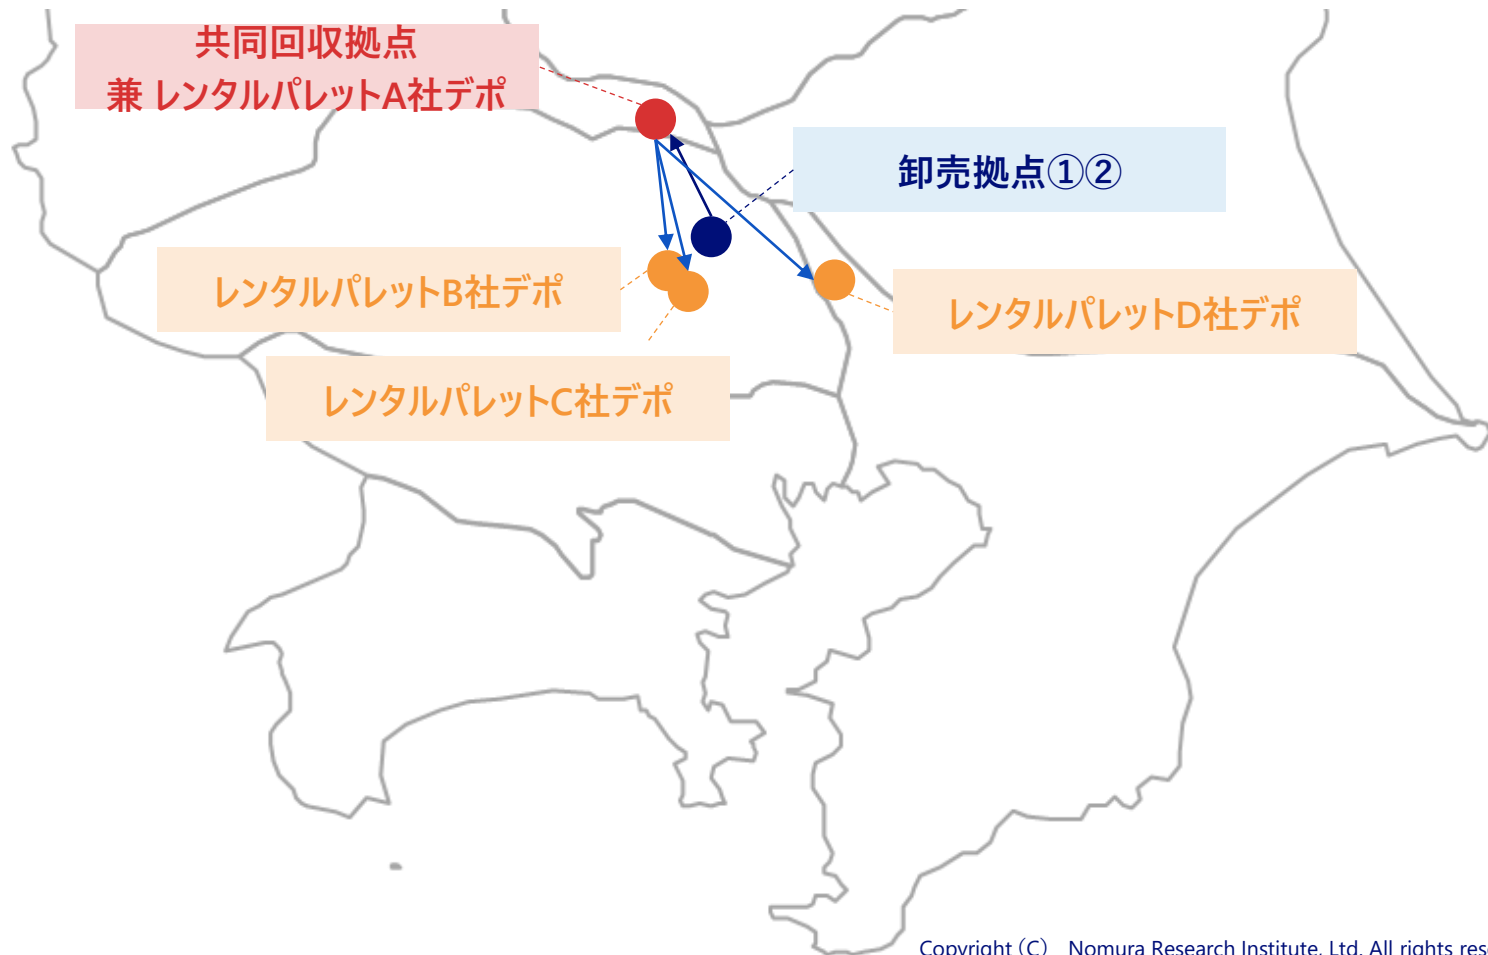 共同回収拠点
兼 レンタルパレットA社デポ
卸売拠点①②
レンタルパレットB社デポ
レンタルパレットD社デポ
レンタルパレットC社デポ
Copyright（C） Nomura Research Institute, Ltd. All rights rese